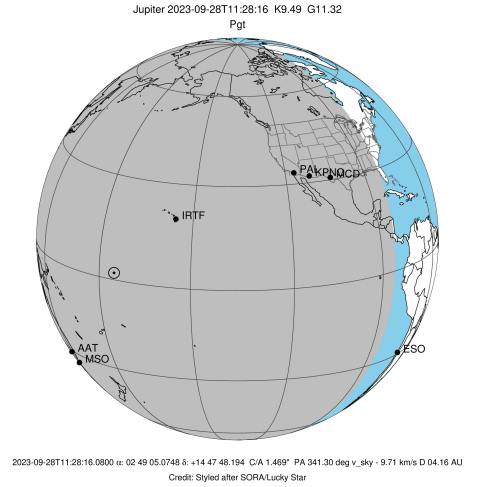 Jupiter 2023-09-28T11:28:16 K9.49 G11.32
Pgt
PAL
KPNO
MCD
IRTF
AAT
MSO
ESO
2023-09-28T11:28:16.0800 α: 02 49 05.0748 δ: +14 47 48.194 C/A 1.469" PA 341.30 deg v_sky - 9.71 km/s D 04.16 AU
Credit: Styled after SORA/Lucky Star